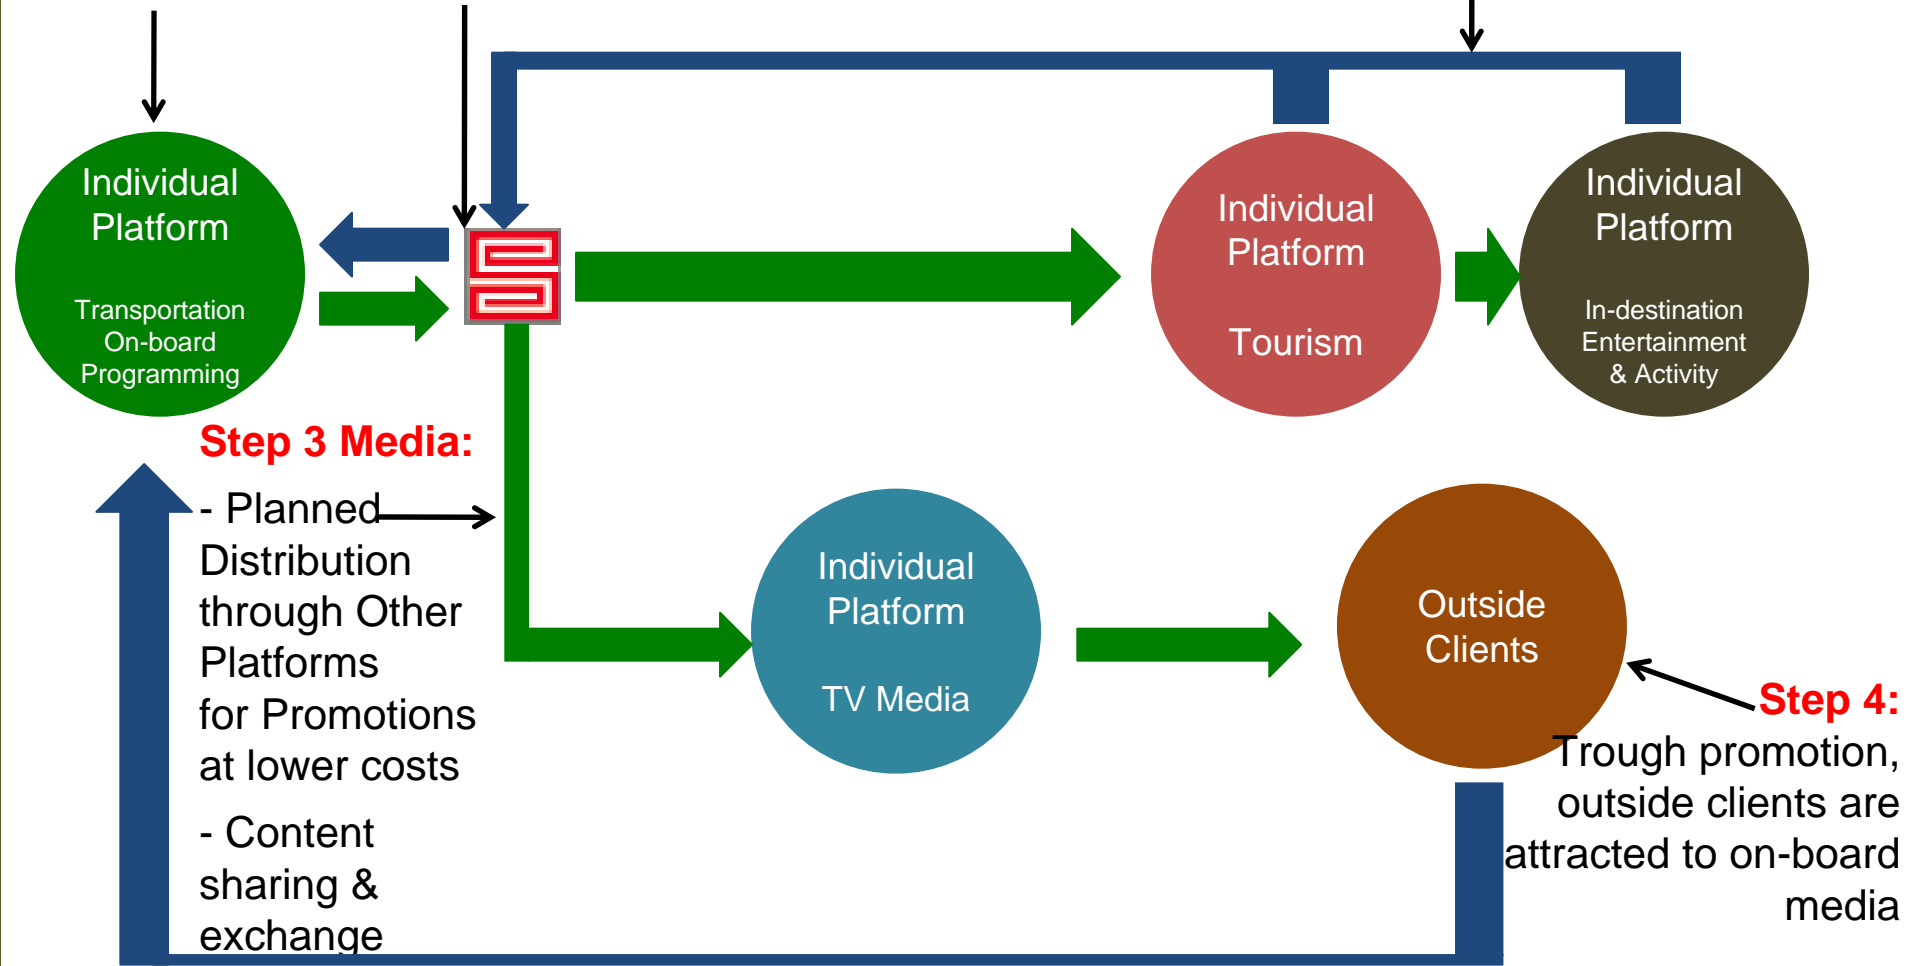 Individual
Platform
Transportation
On-board
Programming
Individual
Platform
Tourism
Individual
Platform
In-destination
Entertainment
& Activity
Step 3 Media:
- Planned
Distribution
through Other
Platforms
for Promotions
at lower costs
- Content
sharing &
exchange
Individual
Platform
TV Media
Outside
Clients
Step 4:
Trough promotion,
outside clients are
attracted to on-board
media